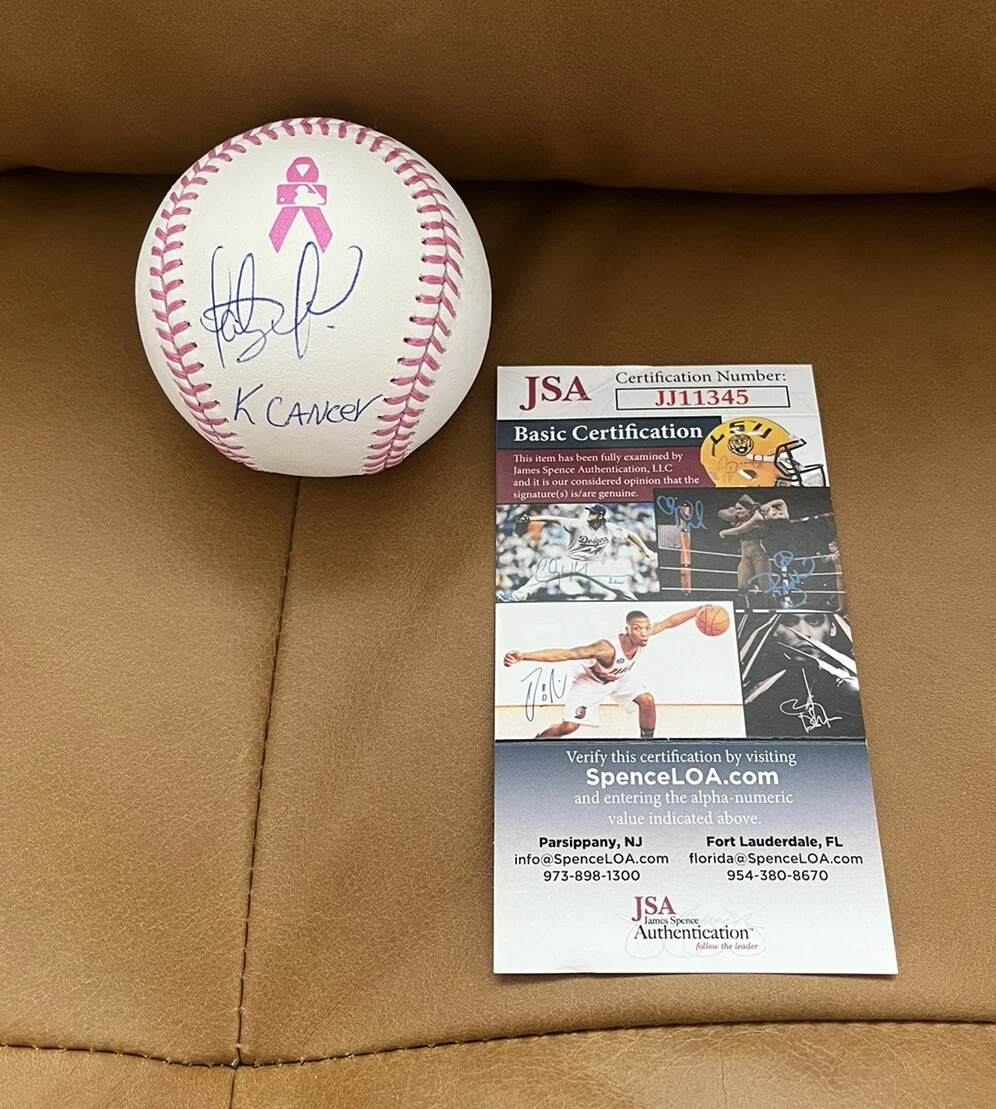 K CANCer
JSA
Certification Number:
JJ11345
Basic Certification
This item has been fully examined by
James Spence Authentication, LLC
and it is our considered opinion that the
signature(s) is/are genuine.
LSU
Dodgers
Verify this certification by visiting
SpenceLOA.com
and entering the alpha-numeric
value indicated above.
Parsippany, NJ
info@SpenceLOA.com
973-898-1300
Fort Lauderdale, FL
florida@SpenceLOA.com
954-380-8670
JSA
James Spence
Authentication™
follow the leader